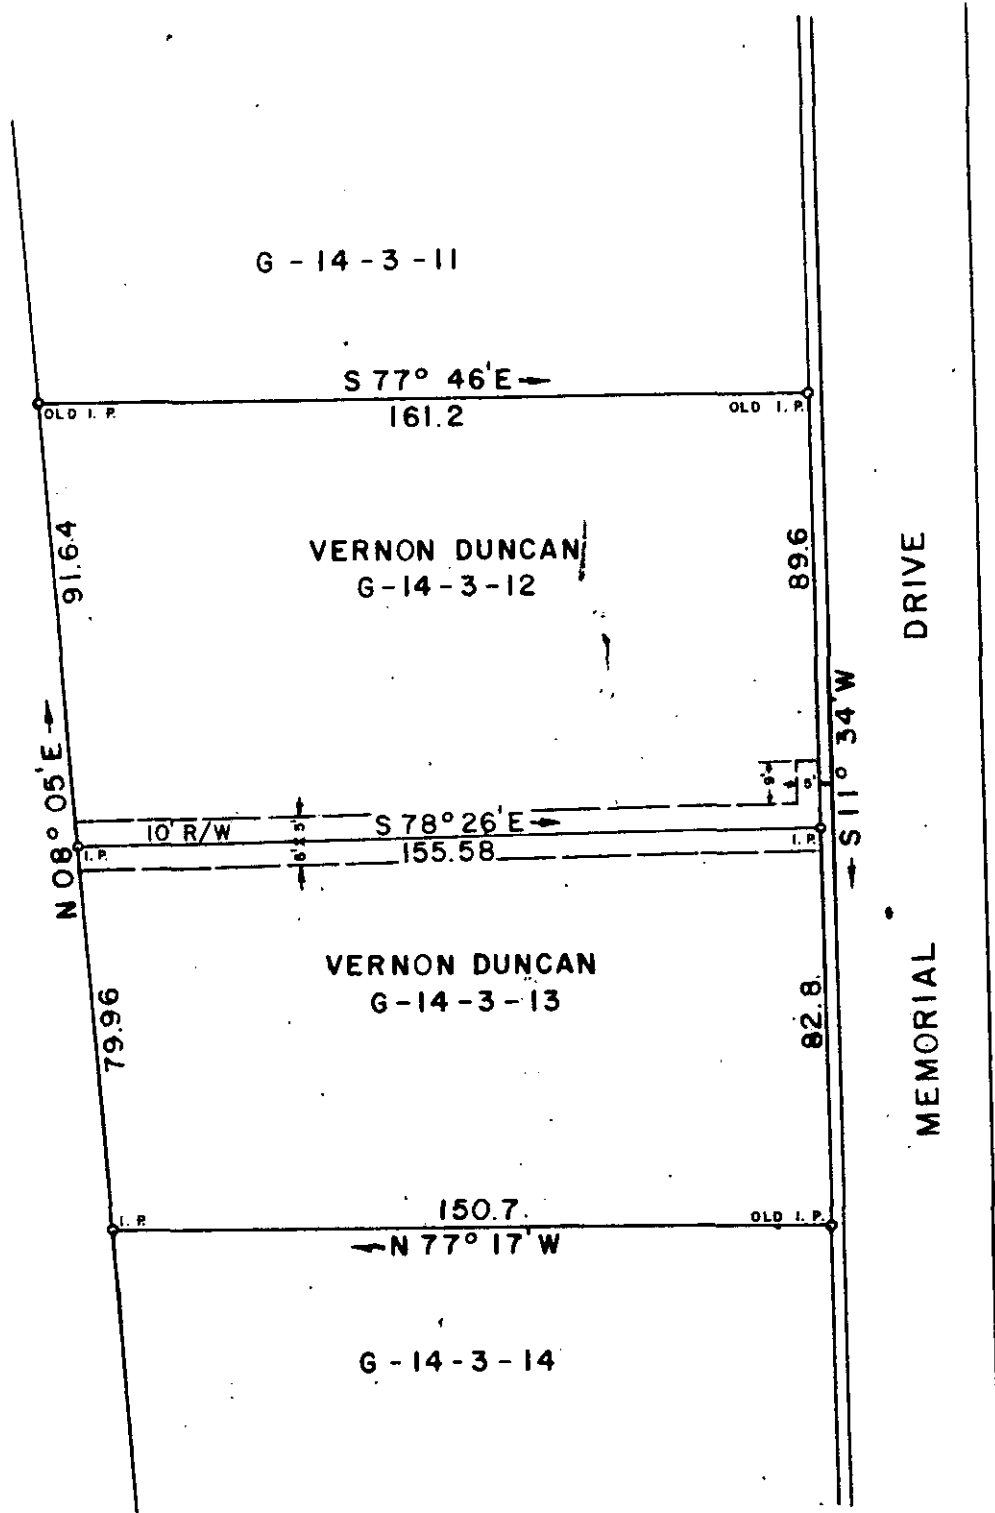 G - 14 - 3 - 11
S 77° 46' E
161.2
OLD I. P.
OLD I. P.
91.64
VERNON DUNCAN
G - 14 - 3 - 12
89.6
DRIVE
N 08° 05' E
S 11° 34' W
9'
5'
10' R/W
S 78° 26' E
I. P.
155.58
I. P.
VERNON DUNCAN
G - 14 - 3 - 13
79.96
82.8
MEMORIAL
I. P.
150.7
OLD I. P.
N 77° 17' W
G - 14 - 3 - 14